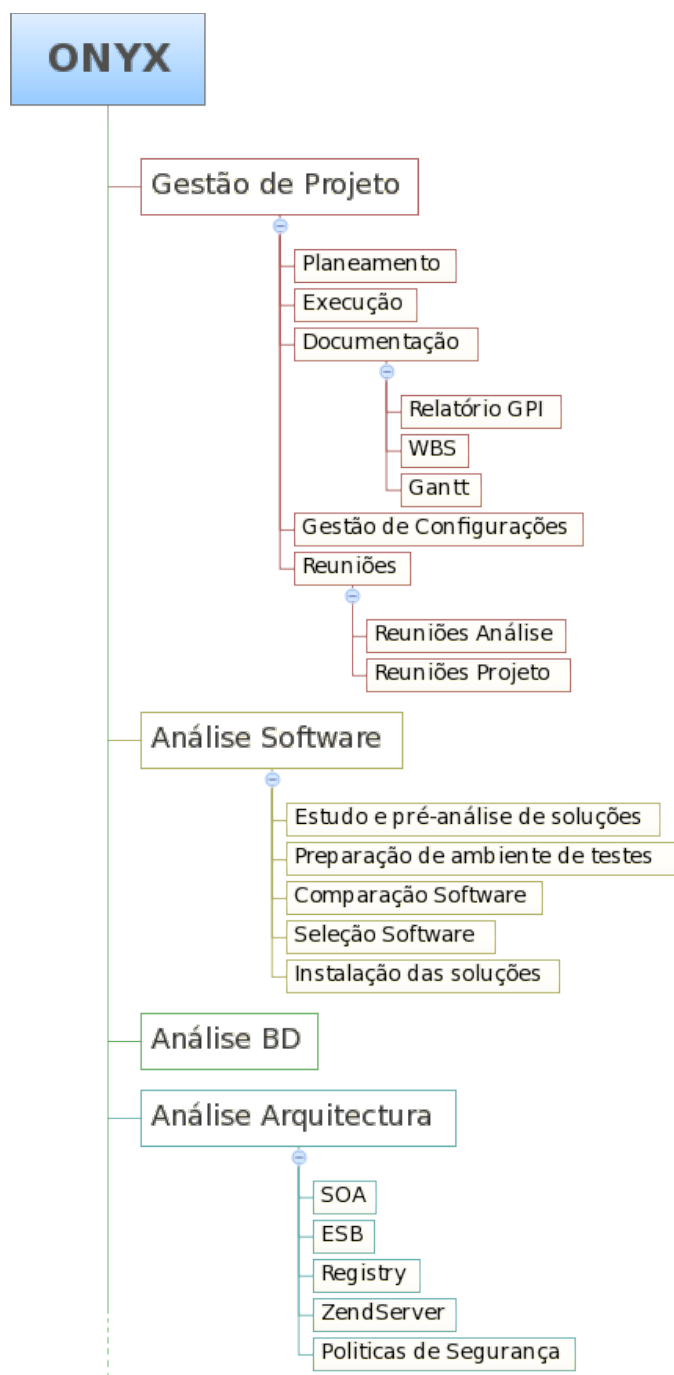 ONYX
Gestão de Projeto
Planeamento
Execução
Documentação
Relatório GPI
WBS
Gantt
Gestão de Configurações
Reuniões
Reuniões Análise
Reuniões Projeto
Análise Software
Estudo e pré-análise de soluções
Preparação de ambiente de testes
Comparação Software
Seleção Software
Instalação das soluções
Análise BD
Análise Arquitectura
SOA
ESB
Registry
ZendServer
Politicas de Segurança